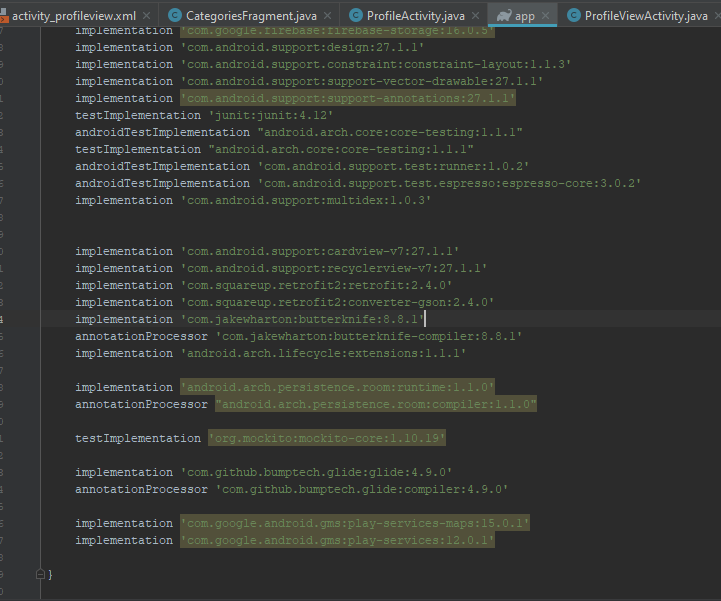 activity_profileview.xml × CategoriesFragment.java × ProfileActivity.java × app × ProfileViewActivity.java ×
implementation 'com.google.firebase:firebase-storage:16.0.5'
implementation 'com.android.support:design:27.1.1'
implementation 'com.android.support.constraint:constraint-layout:1.1.3'
implementation 'com.android.support:support-vector-drawable:27.1.1'
implementation 'com.android.support:support-annotations:27.1.1'
testImplementation 'junit:junit:4.12'
androidTestImplementation "android.arch.core:core-testing:1.1.1"
testImplementation "android.arch.core:core-testing:1.1.1"
androidTestImplementation 'com.android.support.test:runner:1.0.2'
androidTestImplementation 'com.android.support.test.espresso:espresso-core:3.0.2'
implementation 'com.android.support:multidex:1.0.3'
implementation 'com.android.support:cardview-v7:27.1.1'
implementation 'com.android.support:recyclerview-v7:27.1.1'
implementation 'com.squareup.retrofit2:retrofit:2.4.0'
implementation 'com.squareup.retrofit2:converter-gson:2.4.0'
implementation 'com.jakewharton:butterknife:8.8.1'
annotationProcessor 'com.jakewharton:butterknife-compiler:8.8.1'
implementation 'android.arch.lifecycle:extensions:1.1.1'
implementation 'android.arch.persistence.room:runtime:1.1.0'
annotationProcessor "android.arch.persistence.room:compiler:1.1.0"
testImplementation 'org.mockito:mockito-core:1.10.19'
implementation 'com.github.bumptech.glide:glide:4.9.0'
annotationProcessor 'com.github.bumptech.glide:compiler:4.9.0'
implementation 'com.google.android.gms:play-services-maps:15.0.1'
implementation 'com.google.android.gms:play-services:12.0.1'
}